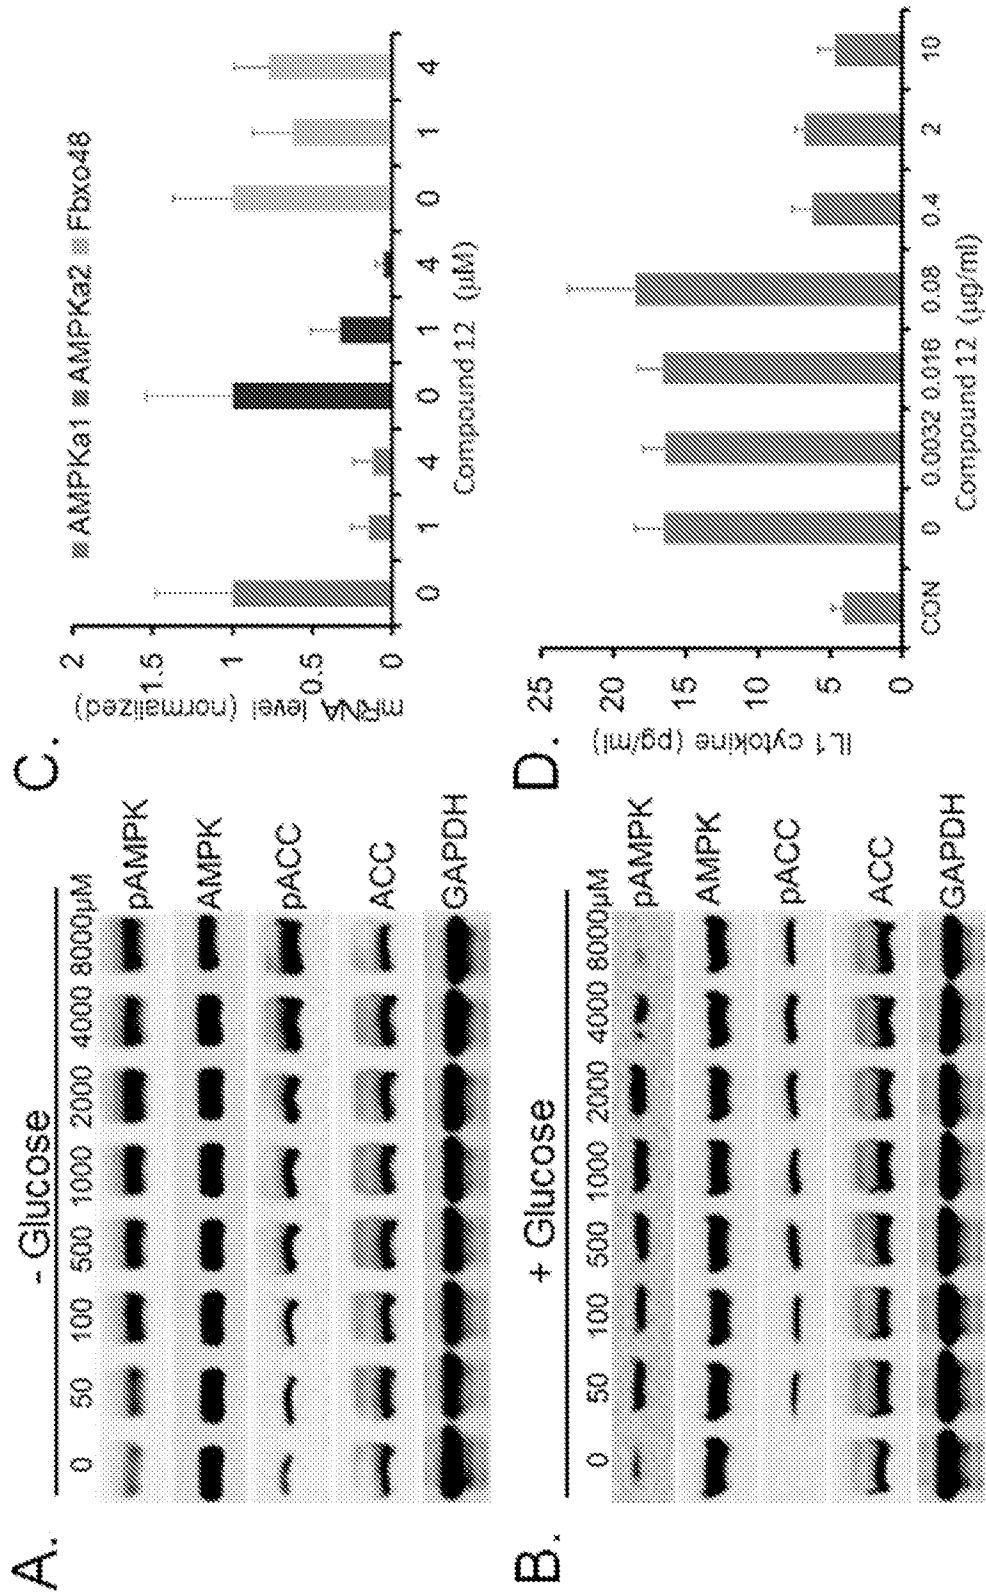 A.
- Glucose
0 50 100 500 1000 2000 4000 8000µM
pAMPK
AMPK
pACC
ACC
GAPDH
B.
+ Glucose
0 50 100 500 1000 2000 4000 8000µM
pAMPK
AMPK
pACC
ACC
GAPDH
C.
AMPKa1 AMPKa2 Fbxo48
mRNA level (normalized)
2
1.5
1
0.5
0
0 1 4 0 1 4 0 1 4
Compound 12 (µM)
D.
IL1 cytokine (pg/ml)
25
20
15
10
5
0
CON 0 0.0032 0.016 0.08 0.4 2 10
Compound 12 (µg/ml)